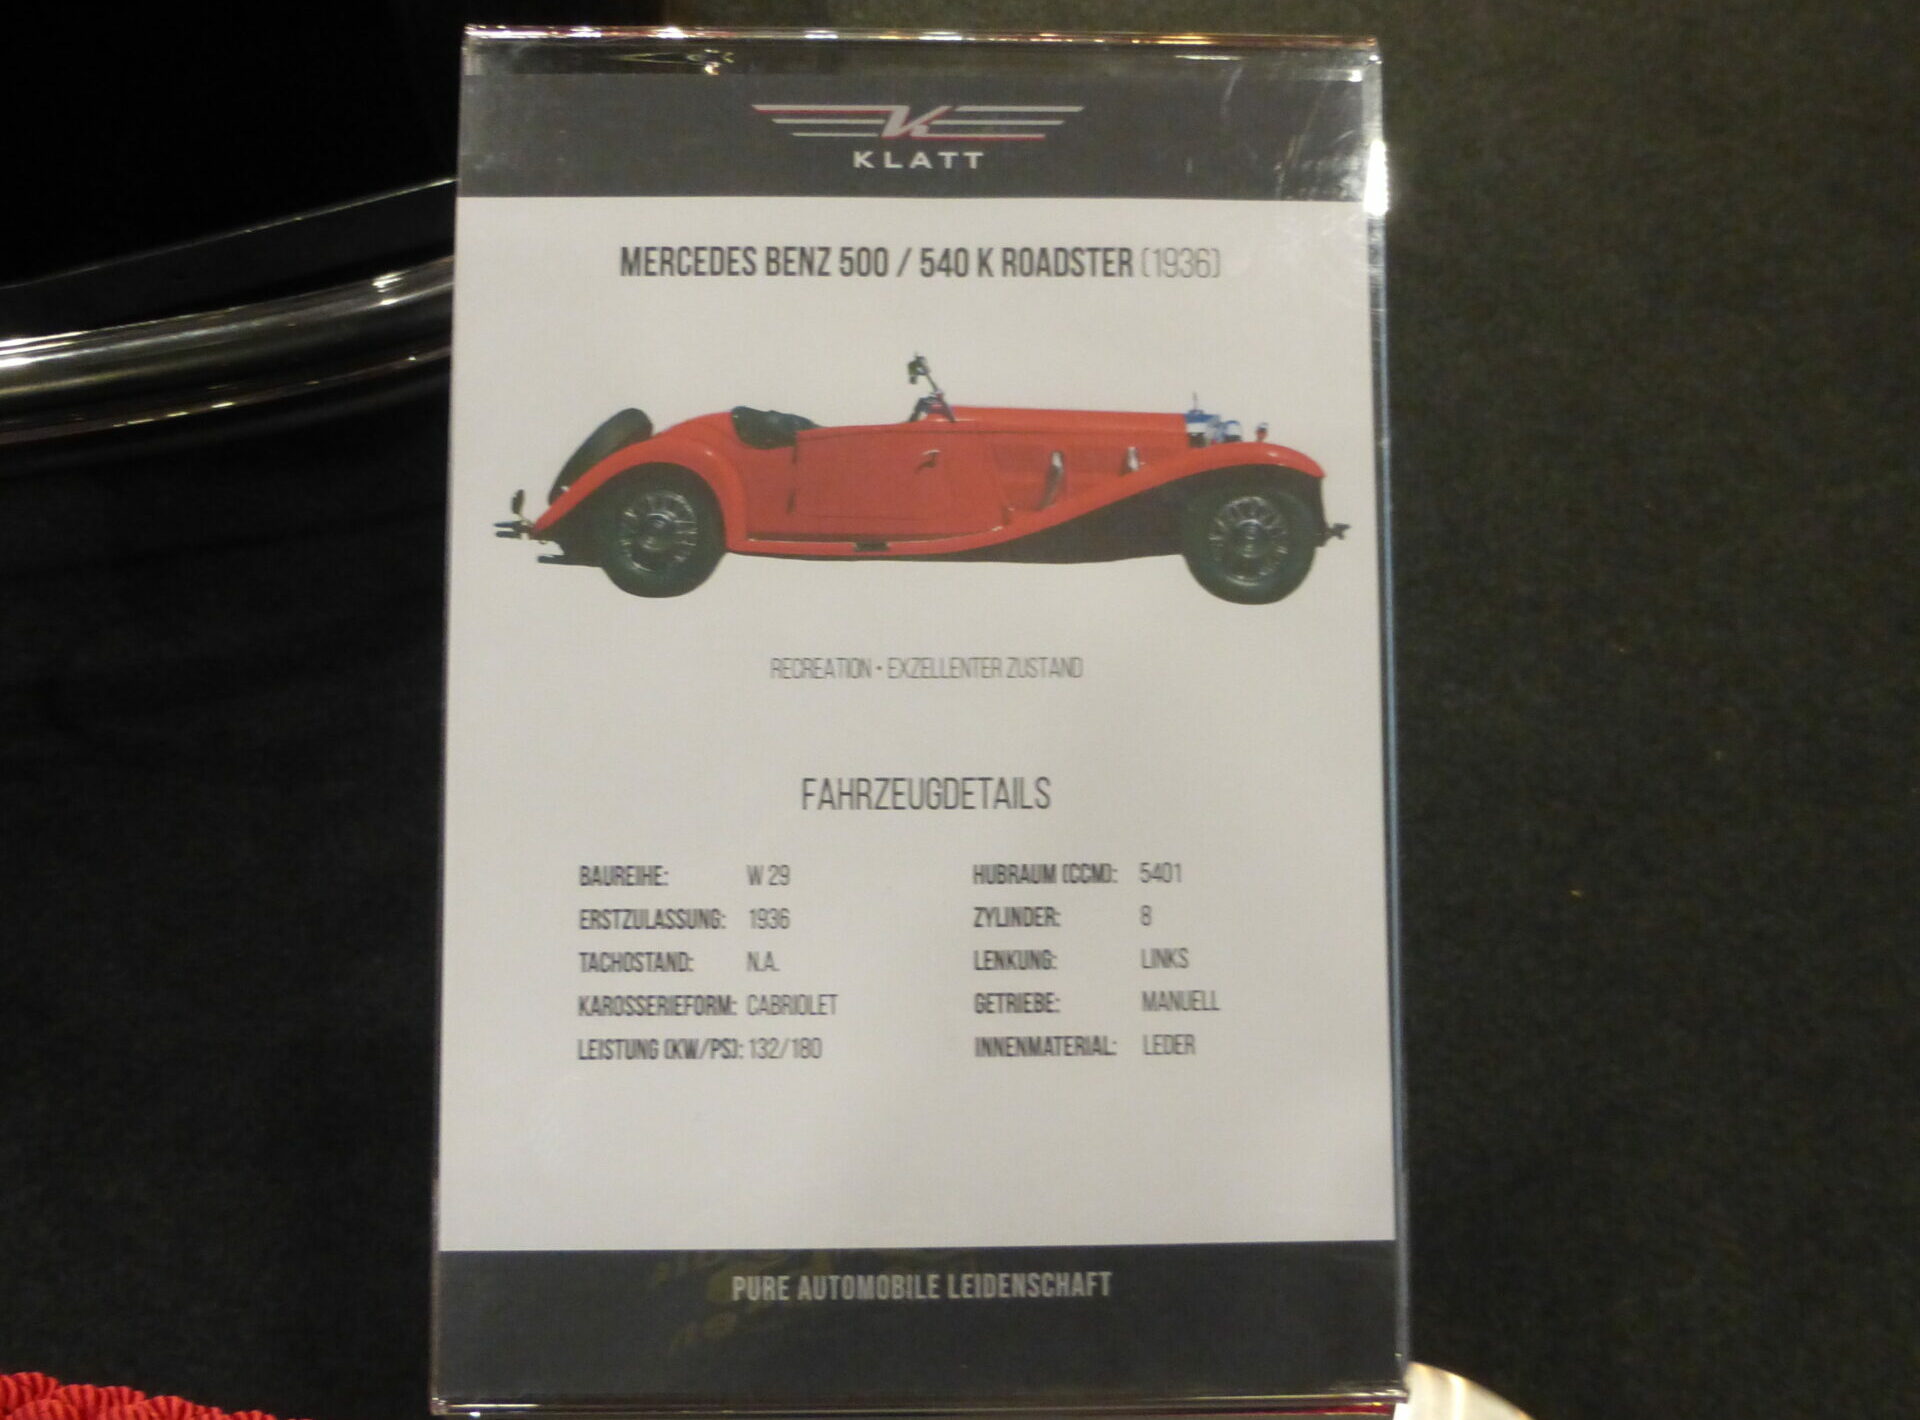 KLATT
MERCEDES BENZ 500 / 540 K ROADSTER (1936)
RECREATION • EXZELLENTER ZUSTAND
FAHRZEUGDETAILS
BAUREIHE: W 29
ERSTZULASSUNG: 1936
TACHOSTAND: N.A.
KAROSSERIEFORM: CABRIOLET
LEISTUNG (KW/PS): 132/180
HUBRAUM (CCM): 5401
ZYLINDER: 8
LENKUNG: LINKS
GETRIEBE: MANUELL
INNENMATERIAL: LEDER
PURE AUTOMOBILE LEIDENSCHAFT